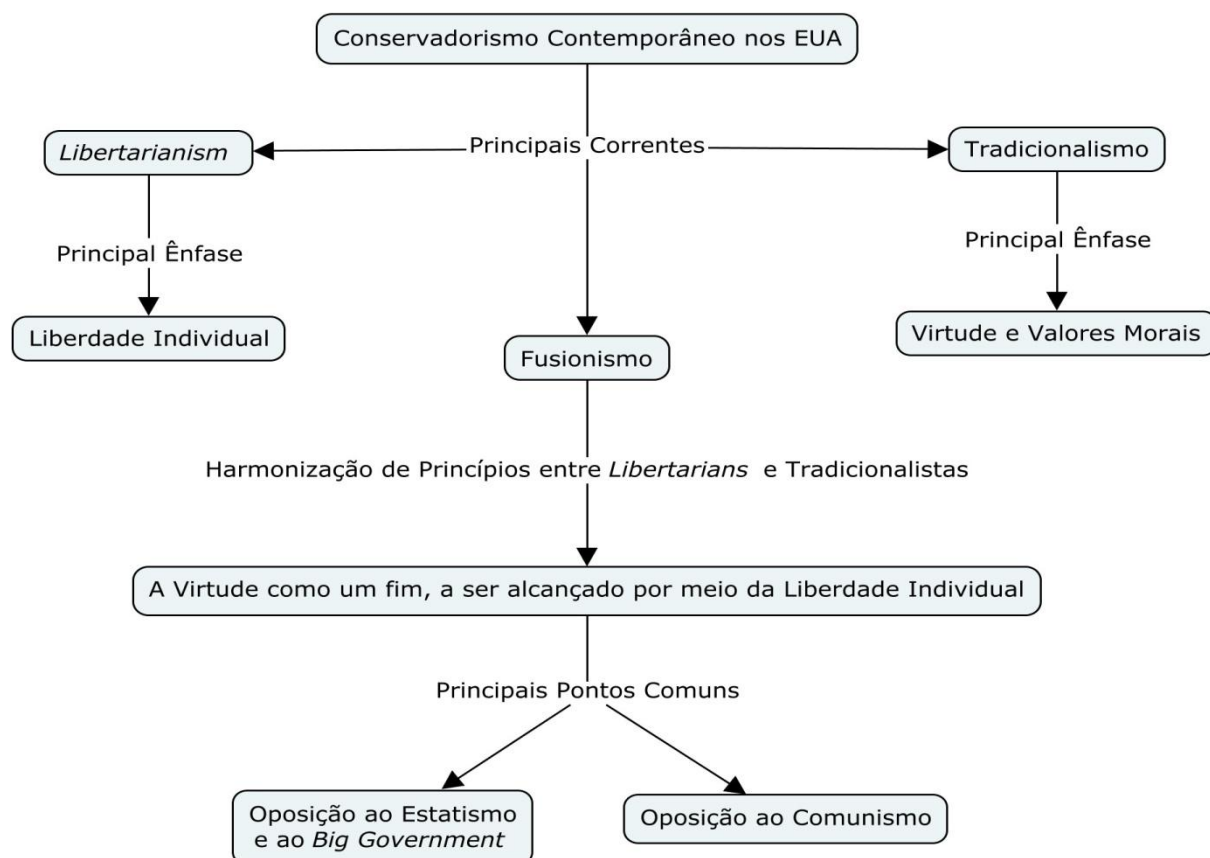 Conservadorismo Contemporâneo nos EUA
Principais Correntes
Libertarianism
Tradicionalismo
Principal Ênfase
Principal Ênfase
Liberdade Individual
Virtude e Valores Morais
Fusionismo
Harmonização de Princípios entre Libertarians e Tradicionalistas
A Virtude como um fim, a ser alcançado por meio da Liberdade Individual
Principais Pontos Comuns
Oposição ao Estatismo
e ao Big Government
Oposição ao Comunismo